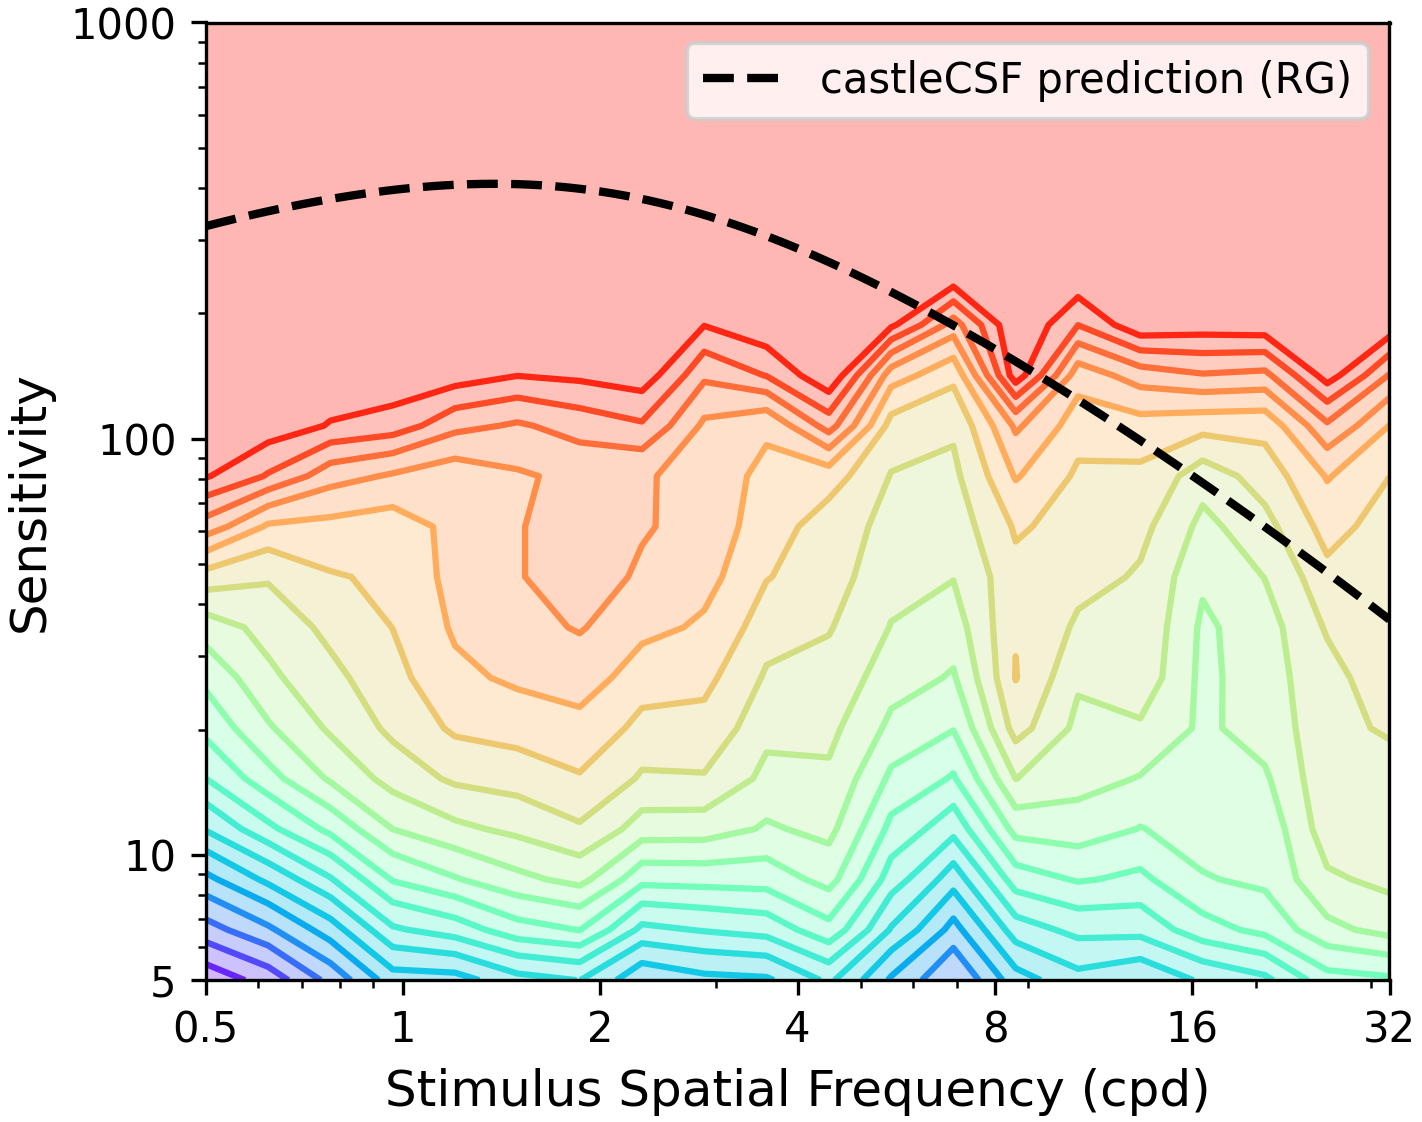 castleCSF prediction (RG)
Sensitivity
1000
100
10
5
0.5 1 2 4 8 16 32
Stimulus Spatial Frequency (cpd)